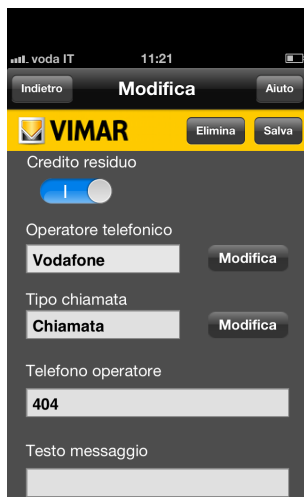 voda IT 11:21
Indietro Modifica Aiuto
VIMAR Elimina Salva
Credito residuo
I
Operatore telefonico
Vodafone Modifica
Tipo chiamata
Chiamata Modifica
Telefono operatore
404
Testo messaggio